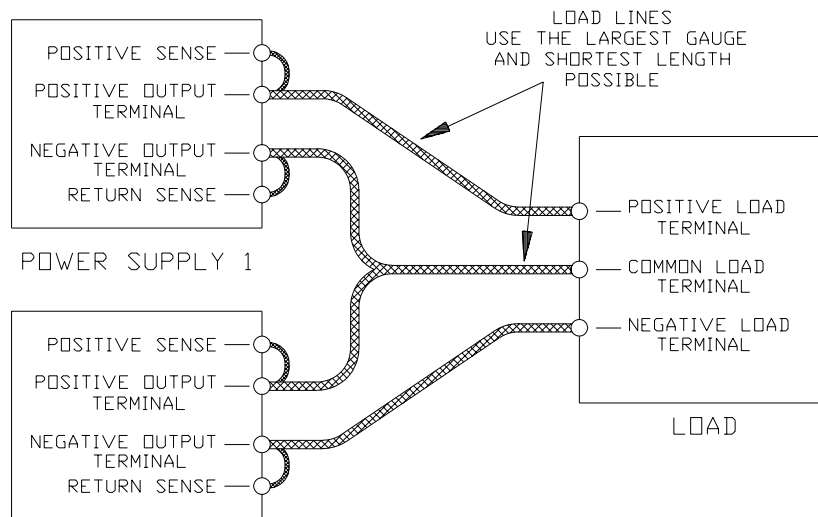 LOAD LINES
USE THE LARGEST GAUGE
AND SHORTEST LENGTH
POSSIBLE
POSITIVE SENSE
POSITIVE OUTPUT
TERMINAL
NEGATIVE OUTPUT
TERMINAL
RETURN SENSE
POWER SUPPLY 1
POSITIVE SENSE
POSITIVE OUTPUT
TERMINAL
NEGATIVE OUTPUT
TERMINAL
RETURN SENSE
POSITIVE LOAD
TERMINAL
COMMON LOAD
TERMINAL
NEGATIVE LOAD
TERMINAL
LOAD